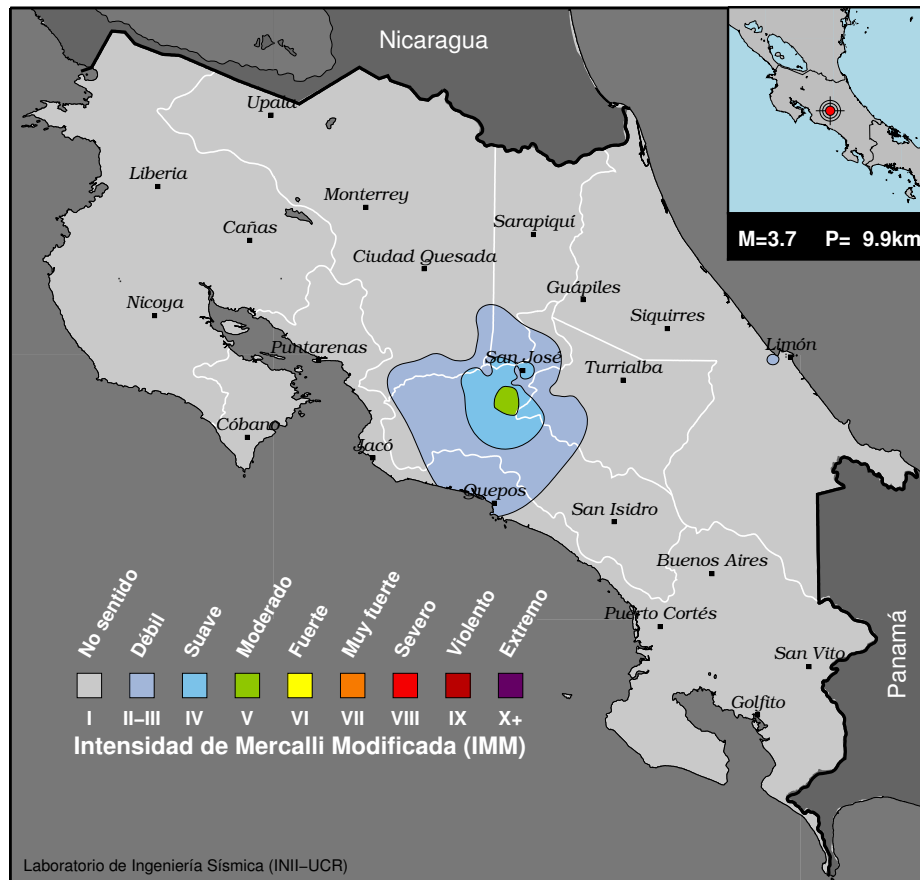 Nicaragua
Upala
Liberia
Monterrey
Cañas
Sarapiquí
M=3.7 P= 9.9km
Ciudad Quesada
Guápiles
Nicoya
Siquirres
Puntarenas
San José
Limón
Turrialba
Cóbano
Jacó
Quepos
San Isidro
Buenos Aires
Puerto Cortés
San Vito
Golfito
Panamá
No sentido
Débil
Suave
Moderado
Fuerte
Muy fuerte
Severo
Violento
Extremo
I II–III IV V VI VII VIII IX X+
Intensidad de Mercalli Modificada (IMM)
Laboratorio de Ingeniería Sísmica (INII–UCR)